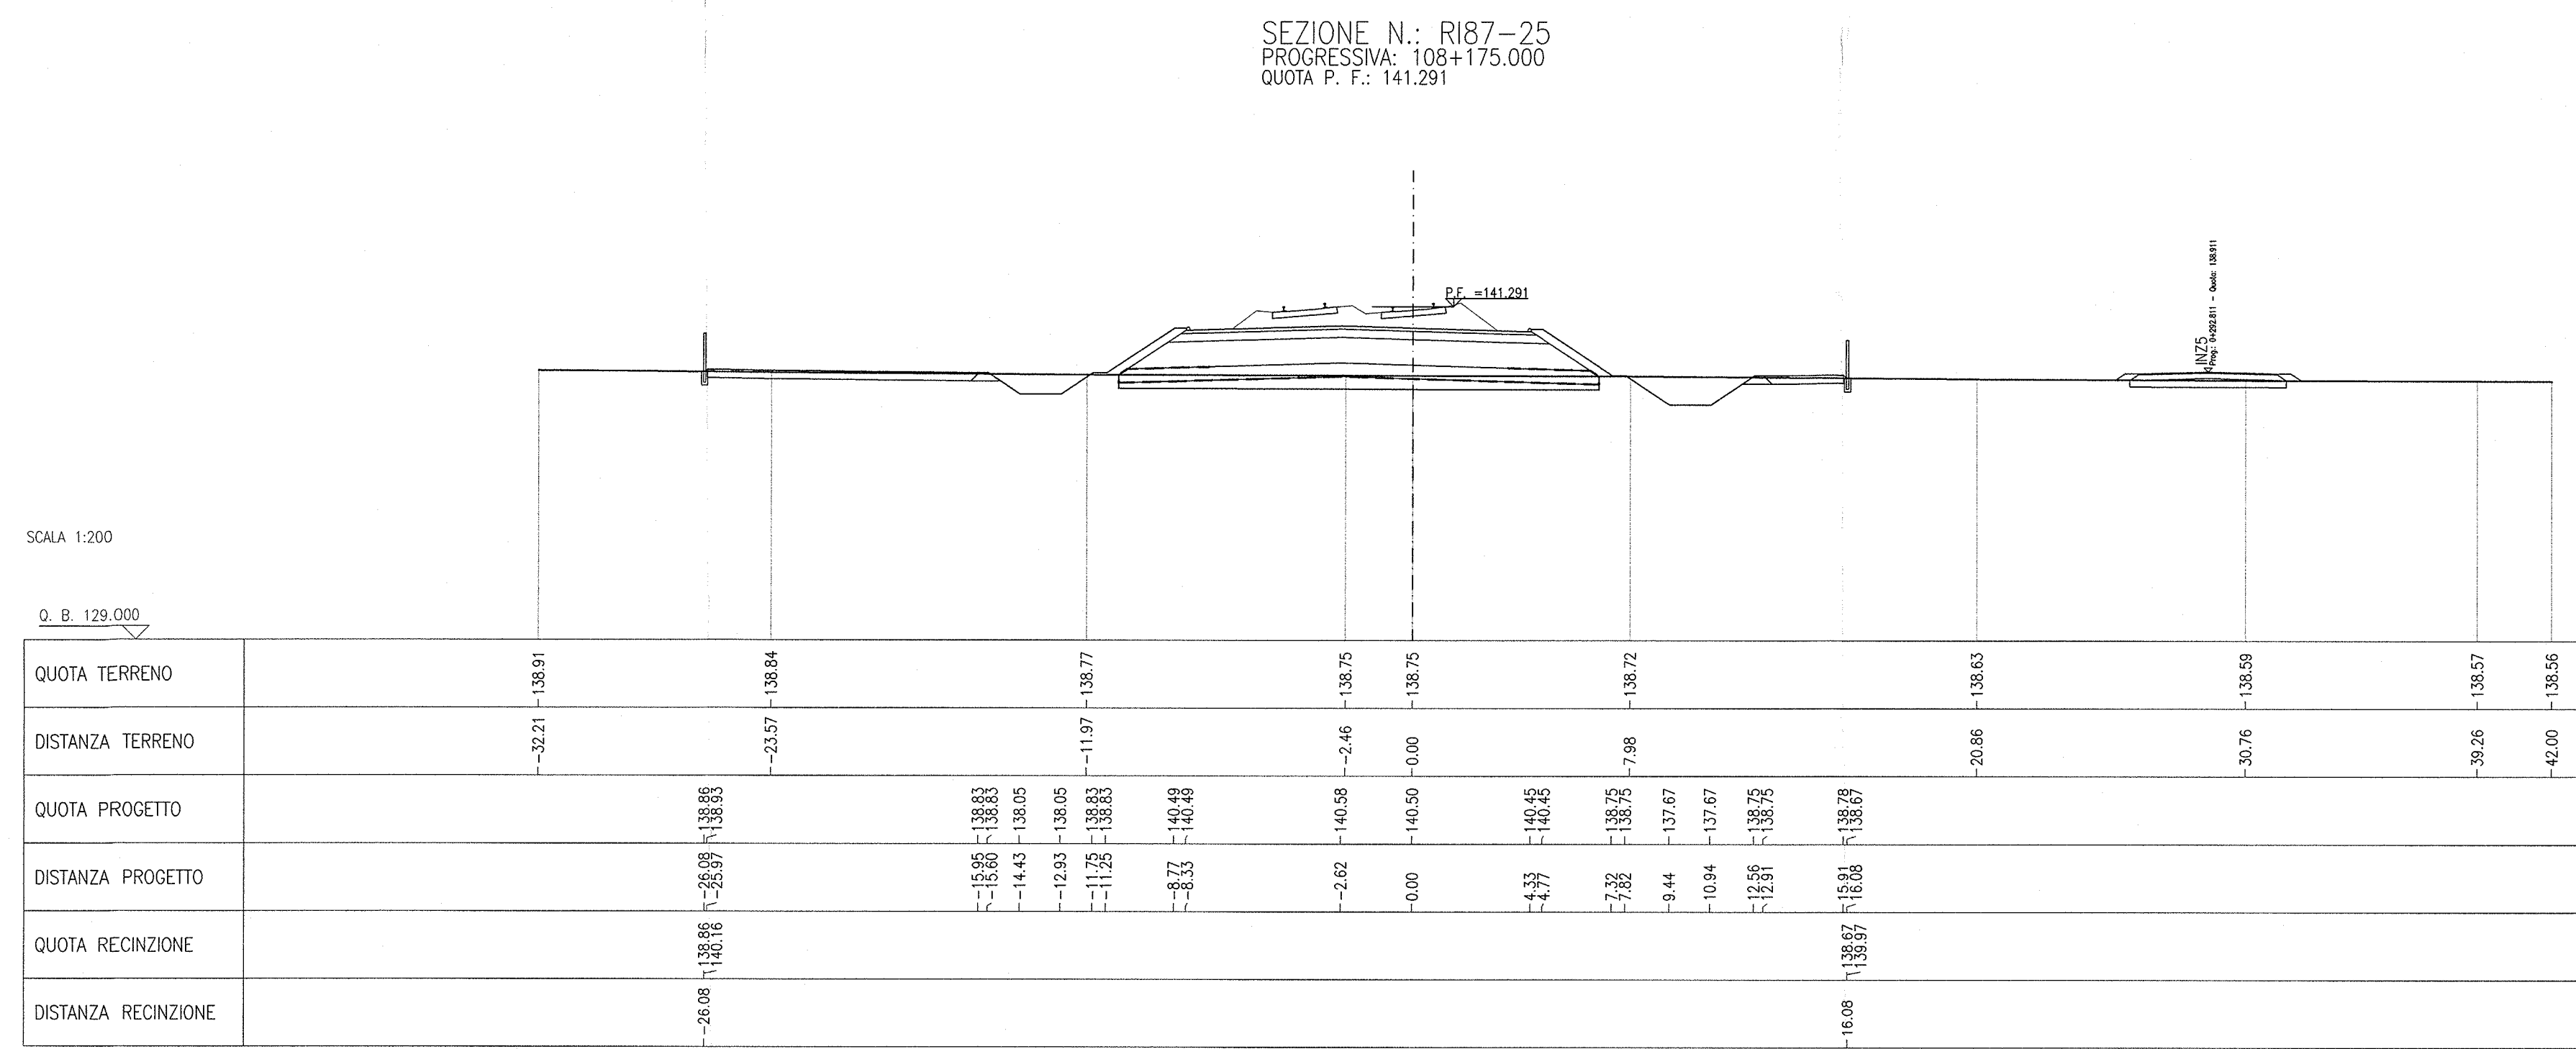 SEZIONE N.: RI87-25
PROGRESSIVA: 108+175.000
QUOTA P. F.: 141.291
P.F. =141.291
INZ5
Prog.: 0+292.811 - Quota: 138.911
SCALA 1:200
Q. B. 129.000
QUOTA TERRENO 138.91 138.84 138.77 138.75 138.75 138.72 138.63 138.59 138.57 138.56
DISTANZA TERRENO -32.21 -23.57 -11.97 -2.46 0.00 7.98 20.86 30.76 39.26 42.00
QUOTA PROGETTO 138.86 138.93 138.83 138.83 138.05 138.05 138.83 138.83 140.49 140.49 140.58 140.50 140.45 140.45 138.75 138.75 137.67 137.67 138.75 138.75 138.78 138.67
DISTANZA PROGETTO -26.08 -25.97 -15.95 -15.60 -14.43 -12.93 -11.75 -11.25 -8.77 -8.33 -2.62 0.00 4.33 4.77 7.32 7.82 9.44 10.94 12.56 12.91 15.91 16.08
QUOTA RECINZIONE 138.86 140.16 138.67 139.97
DISTANZA RECINZIONE -26.08 16.08